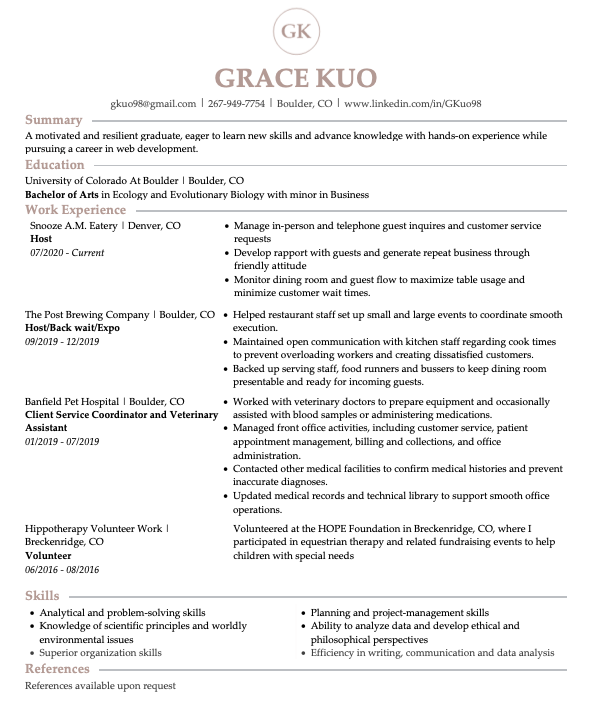 GK
GRACE KUO
gkuo98@gmail.com | 267-949-7754 | Boulder, CO | www.linkedin.com/in/GKuo98
Summary
A motivated and resilient graduate, eager to learn new skills and advance knowledge with hands-on experience while
pursuing a career in web development.
Education
University of Colorado At Boulder | Boulder, CO
Bachelor of Arts in Ecology and Evolutionary Biology with minor in Business
Work Experience
Snooze A.M. Eatery | Denver, CO
Host
07/2020 - Current
• Manage in-person and telephone guest inquires and customer service
requests
• Develop rapport with guests and generate repeat business through
friendly attitude
• Monitor dining room and guest flow to maximize table usage and
minimize customer wait times.
The Post Brewing Company | Boulder, CO
Host/Back wait/Expo
09/2019 - 12/2019
• Helped restaurant staff set up small and large events to coordinate smooth
execution.
• Maintained open communication with kitchen staff regarding cook times
to prevent overloading workers and creating dissatisfied customers.
• Backed up serving staff, food runners and bussers to keep dining room
presentable and ready for incoming guests.
Banfield Pet Hospital | Boulder, CO
Client Service Coordinator and Veterinary
Assistant
01/2019 - 07/2019
• Worked with veterinary doctors to prepare equipment and occasionally
assisted with blood samples or administering medications.
• Managed front office activities, including customer service, patient
appointment management, billing and collections, and office
administration.
• Contacted other medical facilities to confirm medical histories and prevent
inaccurate diagnoses.
• Updated medical records and technical library to support smooth office
operations.
Hippotherapy Volunteer Work |
Breckenridge, CO
Volunteer
06/2016 - 08/2016
Volunteered at the HOPE Foundation in Breckenridge, CO, where I
participated in equestrian therapy and related fundraising events to help
children with special needs
Skills
• Analytical and problem-solving skills
• Knowledge of scientific principles and worldly
environmental issues
• Superior organization skills
• Planning and project-management skills
• Ability to analyze data and develop ethical and
philosophical perspectives
• Efficiency in writing, communication and data analysis
References
References available upon request